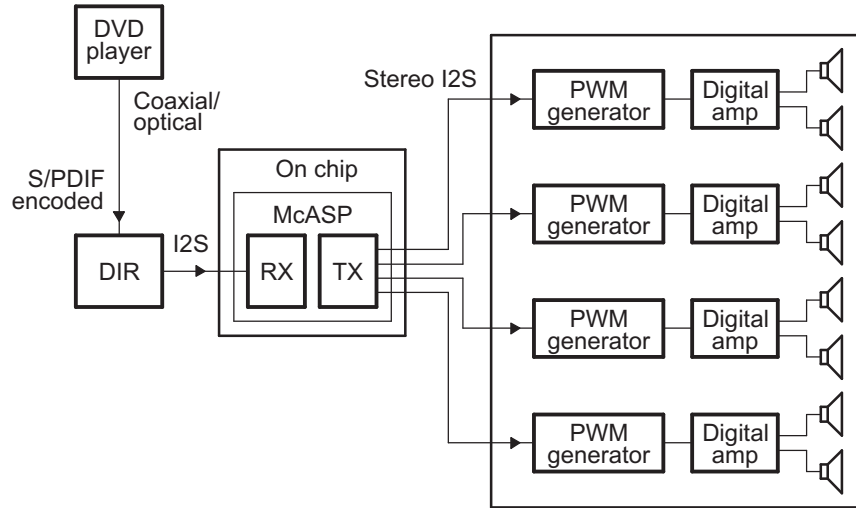 DVD
player
Coaxial/
optical
S/PDIF
encoded
DIR
I2S
On chip
McASP
RX
TX
Stereo I2S
PWM
generator
Digital
amp
PWM
generator
Digital
amp
PWM
generator
Digital
amp
PWM
generator
Digital
amp